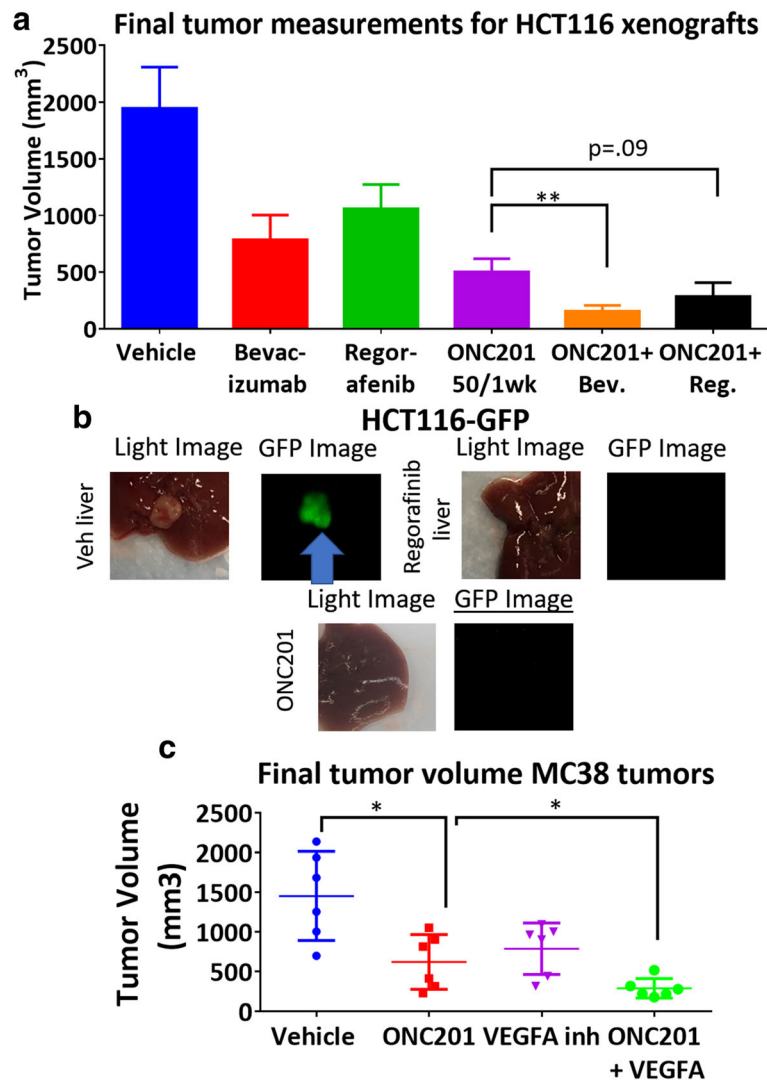 a
Final tumor measurements for HCT116 xenografts
Tumor Volume (mm3)
2500
2000
1500
1000
500
0
p=.09
**
Vehicle
Bevac-
izumab
Regor-
afenib
ONC201
50/1wk
ONC201+
Bev.
ONC201+
Reg.
b
HCT116-GFP
Light Image
GFP Image
Light Image
GFP Image
Veh liver
Regorafinib
liver
Light Image
GFP Image
ONC201
c
Final tumor volume MC38 tumors
Tumor Volume
(mm3)
2500
2000
1500
1000
500
0
*
*
Vehicle
ONC201
VEGFA inh
ONC201
+ VEGFA